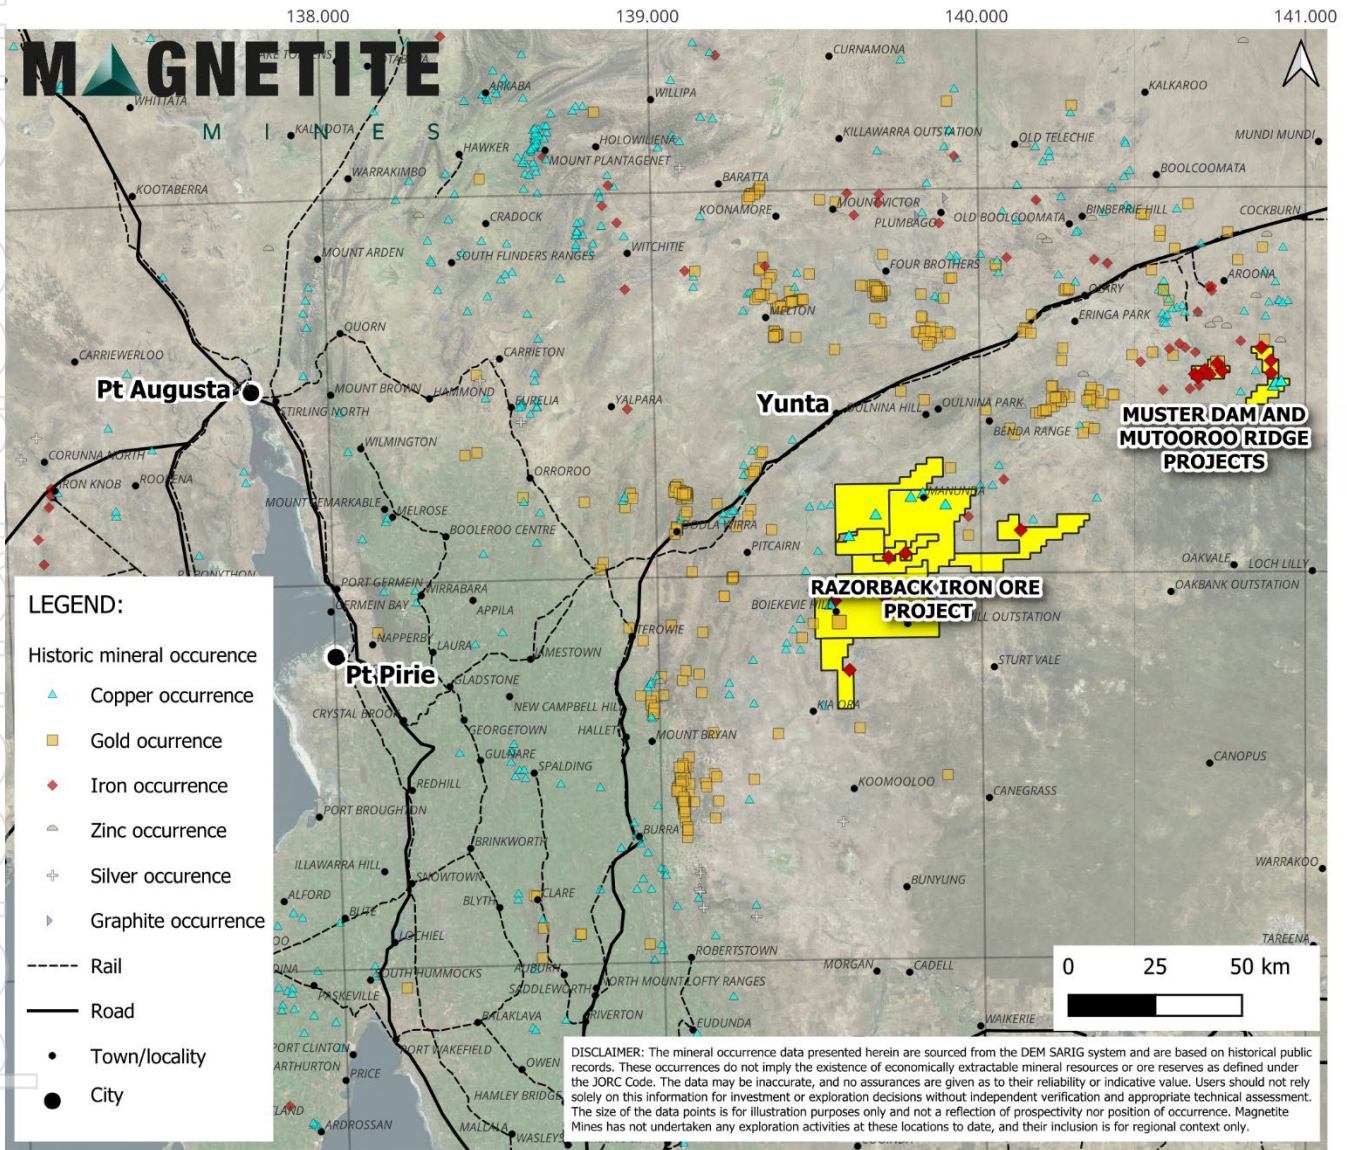 138.000 139.000 140.000 141.000
MAGNETITE
MINES
CURNAMONA
ARKABA
WILLIPA
KALKAROO
WHITTATA
KALLIOOTA
HAWKER
HOLOWILIENA
KILLAWARRA OUTSTATION
OLD TELECHIE
MUNDI MUNDI
MOUNT PLANTAGENET
WARRAKIMBO
BARATTA
BOOLCOOMATA
KOOTABERRA
CRADOCK
KOONAMORE
MOUNT VICTOR
PLUMBAGO
OLD BOOLCOOMATA
BINBERRIE HILL
COCKBURN
MOUNT ARDEN
SOUTH FLINDERS RANGES
WITCHITIE
FOUR BROTHERS
AROONA
OLARY
MELTON
ERINGA PARK
QUORN
CARRIEWERLOO
CARRIETON
Pt Augusta
MOUNT BROWN
HAMMOND
EURELIA
YALPARA
Yunta
OULNINA HILL
OULNINA PARK
STIRLING NORTH
BENDA RANGE
MUSTER DAM AND
MUTOOROO RIDGE
PROJECTS
WILMINGTON
CORUNNA NORTH
IRON KNOB
ROOPENA
ORROROO
MOUNT REMARKABLE
MELROSE
MANUNDA
BOOLEROO CENTRE
OODLA WIRRA
PITCAIRN
OAKVALE
LOCH LILLY
PT BONYTHON
PORT GERMEIN
WIRRABARA
OAKBANK OUTSTATION
GERMEIN BAY
APPILA
RAZORBACK IRON ORE
PROJECT
BOIEKEVIE HILL
HILL OUTSTATION
NAPPERBY
LAURA
TEROWIE
JAMESTOWN
STURT VALE
Pt Pirie
GLADSTONE
NEW CAMPBELL HILL
KIA ORA
CRYSTAL BROOK
GEORGETOWN
HALLET
MOUNT BRYAN
GULNARE
SPALDING
CANOPUS
REDHILL
KOOMOOLOO
CANEGRASS
PORT BROUGHTON
BRINKWORTH
BURRA
ILLAWARRA HILL
SNOWTOWN
WARRAKOO
ALFORD
BUTE
BLYTH
CLARE
BUNYUNG
LOCHIEL
ROBERTSTOWN
TAREENA
SOUTH HUMMOCKS
AUBURN
MORGAN
CADELL
PASKEVILLE
SADDLEWORTH
NORTH MOUNT LOFTY RANGES
BALAKLAVA
RIVERTON
EUDUNDA
WAIKERIE
PORT CLINTON
PORT WAKEFIELD
ARTHURTON
PRICE
OWEN
HAMLEY BRIDGE
ARDROSSAN
MALLALA
WASLEYS
LEGEND:
Historic mineral occurence
Copper occurrence
Gold ocurrence
Iron occurrence
Zinc occurrence
Silver occurence
Graphite occurrence
Rail
Road
Town/locality
City
0 25 50 km
DISCLAIMER: The mineral occurrence data presented herein are sourced from the DEM SARIG system and are based on historical public
records. These occurrences do not imply the existence of economically extractable mineral resources or ore reserves as defined under
the JORC Code. The data may be inaccurate, and no assurances are given as to their reliability or indicative value. Users should not rely
solely on this information for investment or exploration decisions without independent verification and appropriate technical assessment.
The size of the data points is for illustration purposes only and not a reflection of prospectivity nor position of occurrence. Magnetite
Mines has not undertaken any exploration activities at these locations to date, and their inclusion is for regional context only.